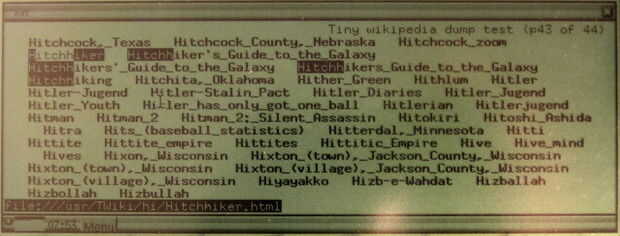 Tiny wikipedia dump test (p43 of 44)
Hitchcock,_Texas Hitchcock_County,_Nebraska Hitchcock_zoom
Hitchhiker Hitchhiker's_Guide_to_the_Galaxy
Hitchhikers'_Guide_to_the_Galaxy Hitchhikers_Guide_to_the_Galaxy
Hitchhiking Hitchita,_Oklahoma Hither_Green Hithlum Hitler
Hitler-Jugend Hitler-Stalin_Pact Hitler_Diaries Hitler_Jugend
Hitler_Youth Hitler_has_only_got_one_ball Hitlerian Hitlerjugend
Hitman Hitman_2 Hitman_2:_Silent_Assassin Hitokiri Hitoshi_Ashida
Hitra Hits_(baseball_statistics) Hitterdal,_Minnesota Hitti
Hittite Hittite_empire Hittites Hittitic_Empire Hive Hive_mind
Hives Hixon,_Wisconsin Hixton_(town),_Jackson_County,_Wisconsin
Hixton_(town),_Wisconsin Hixton_(village),_Jackson_County,_Wisconsin
Hixton_(village),_Wisconsin Hiyayakko Hizb-e-Wahdat Hizballah
Hizbollah Hizbullah
file:///usr/TWiki/hi/Hitchhiker.html
07:53 Menu